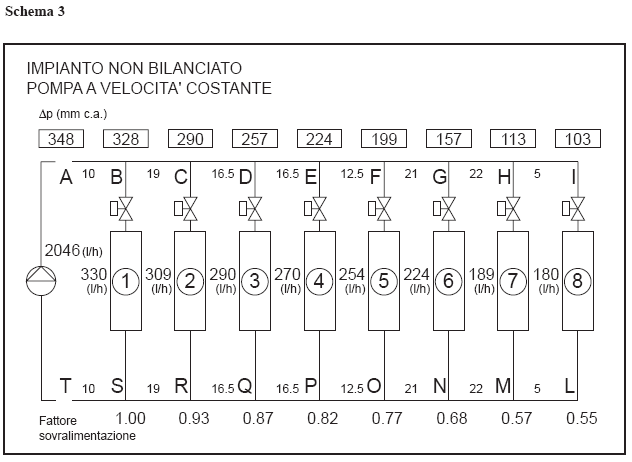 Schema 3
IMPIANTO NON BILANCIATO
POMPA A VELOCITA' COSTANTE
Δp (mm c.a.)
348 328 290 257 224 199 157 113 103
A 10 B 19 C 16.5 D 16.5 E 12.5 F 21 G 22 H 5 I
2046 (l/h)
330 (l/h) 1 309 (l/h) 2 290 (l/h) 3 270 (l/h) 4 254 (l/h) 5 224 (l/h) 6 189 (l/h) 7 180 (l/h) 8
T 10 S 19 R 16.5 Q 16.5 P 12.5 O 21 N 22 M 5 L
Fattore 1.00 0.93 0.87 0.82 0.77 0.68 0.57 0.55
sovralimentazione